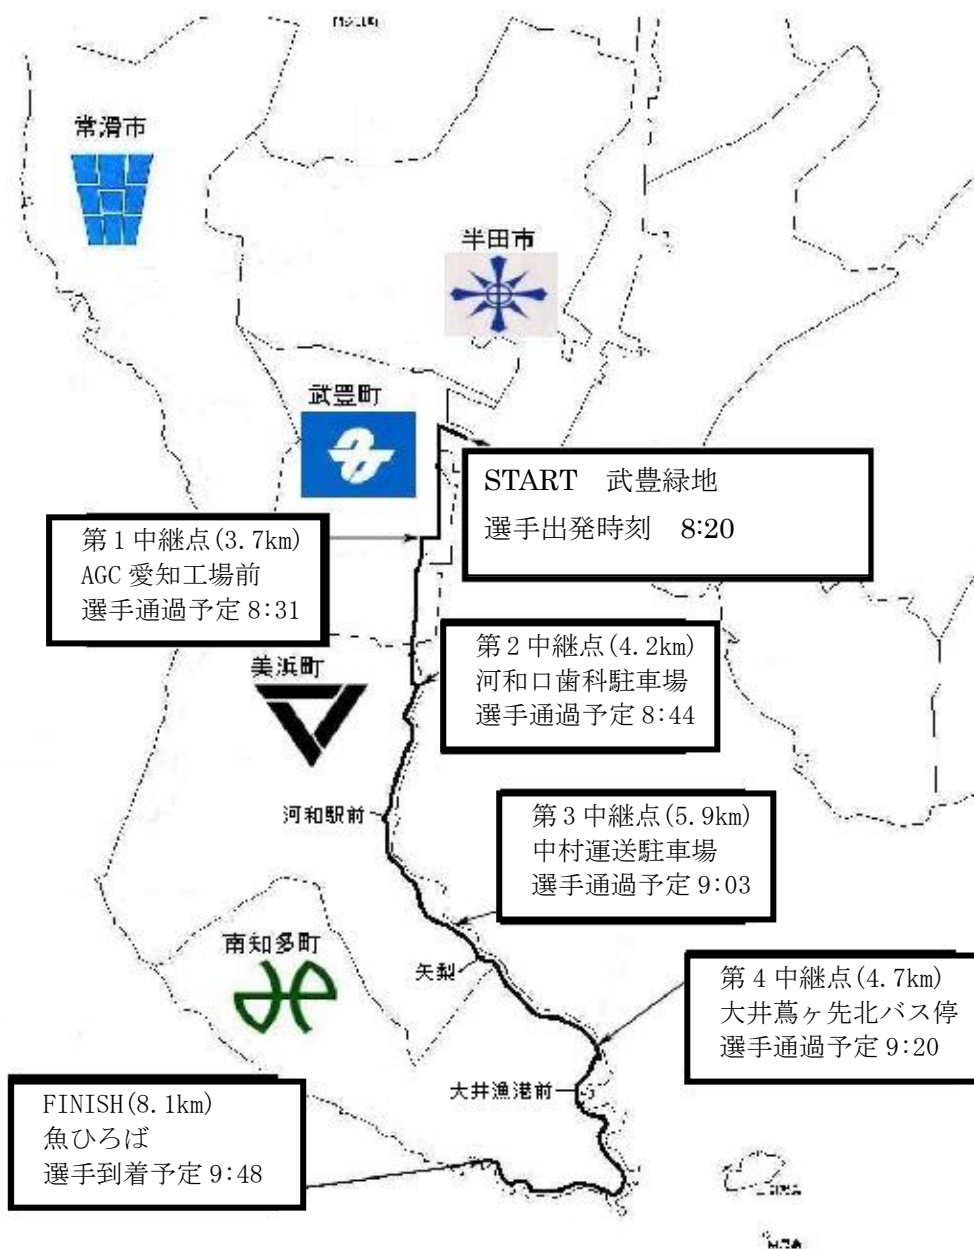 常滑市
半田市
武豊町
START　武豊緑地
選手出発時刻　8:20
第1中継点(3.7km)
AGC 愛知工場前
選手通過予定 8:31
第2中継点(4.2km)
河和口歯科駐車場
選手通過予定 8:44
美浜町
河和駅前
第3中継点(5.9km)
中村運送駐車場
選手通過予定 9:03
南知多町
矢梨
第4中継点(4.7km)
大井蔦ヶ先北バス停
選手通過予定 9:20
大井漁港前
FINISH(8.1km)
魚ひろば
選手到着予定 9:48